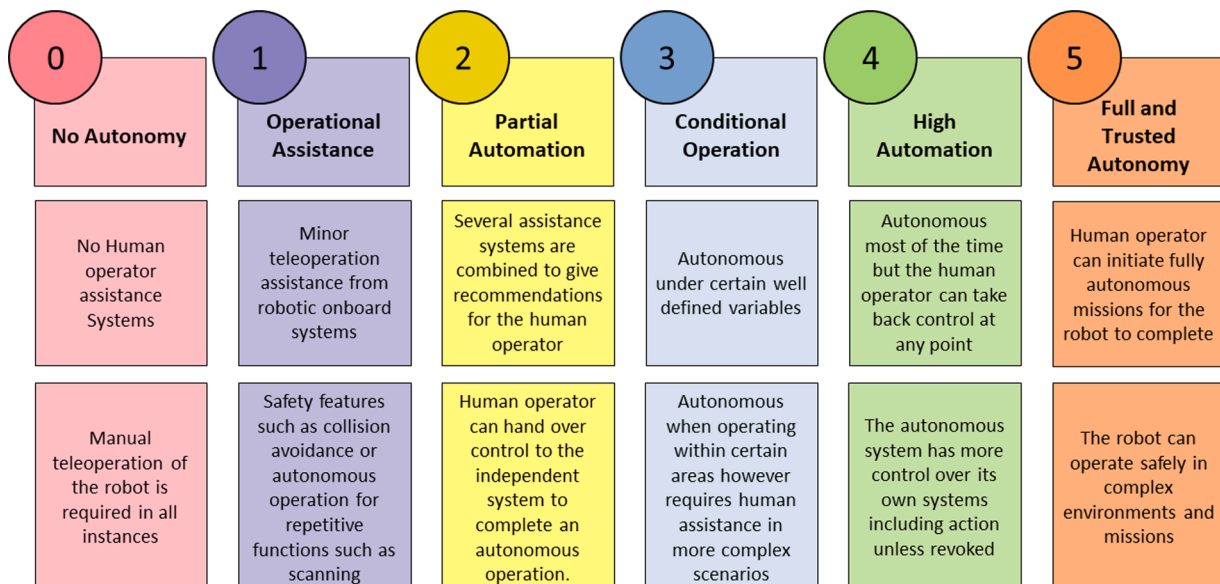 0
No Autonomy
No Human
operator
assistance
Systems
Manual
teleoperation of
the robot is
required in all
instances
1
Operational
Assistance
Minor
teleoperation
assistance from
robotic onboard
systems
Safety features
such as collision
avoidance or
autonomous
operation for
repetitive
functions such as
scanning
2
Partial
Automation
Several assistance
systems are
combined to give
recommendations
for the human
operator
Human operator
can hand over
control to the
independent
system to
complete an
autonomous
operation.
3
Conditional
Operation
Autonomous
under certain well
defined variables
Autonomous
when operating
within certain
areas however
requires human
assistance in
more complex
scenarios
4
High
Automation
Autonomous
most of the time
but the human
operator can take
back control at
any point
The autonomous
system has more
control over its
own systems
including action
unless revoked
5
Full and
Trusted
Autonomy
Human operator
can initiate fully
autonomous
missions for the
robot to complete
The robot can
operate safely in
complex
environments and
missions